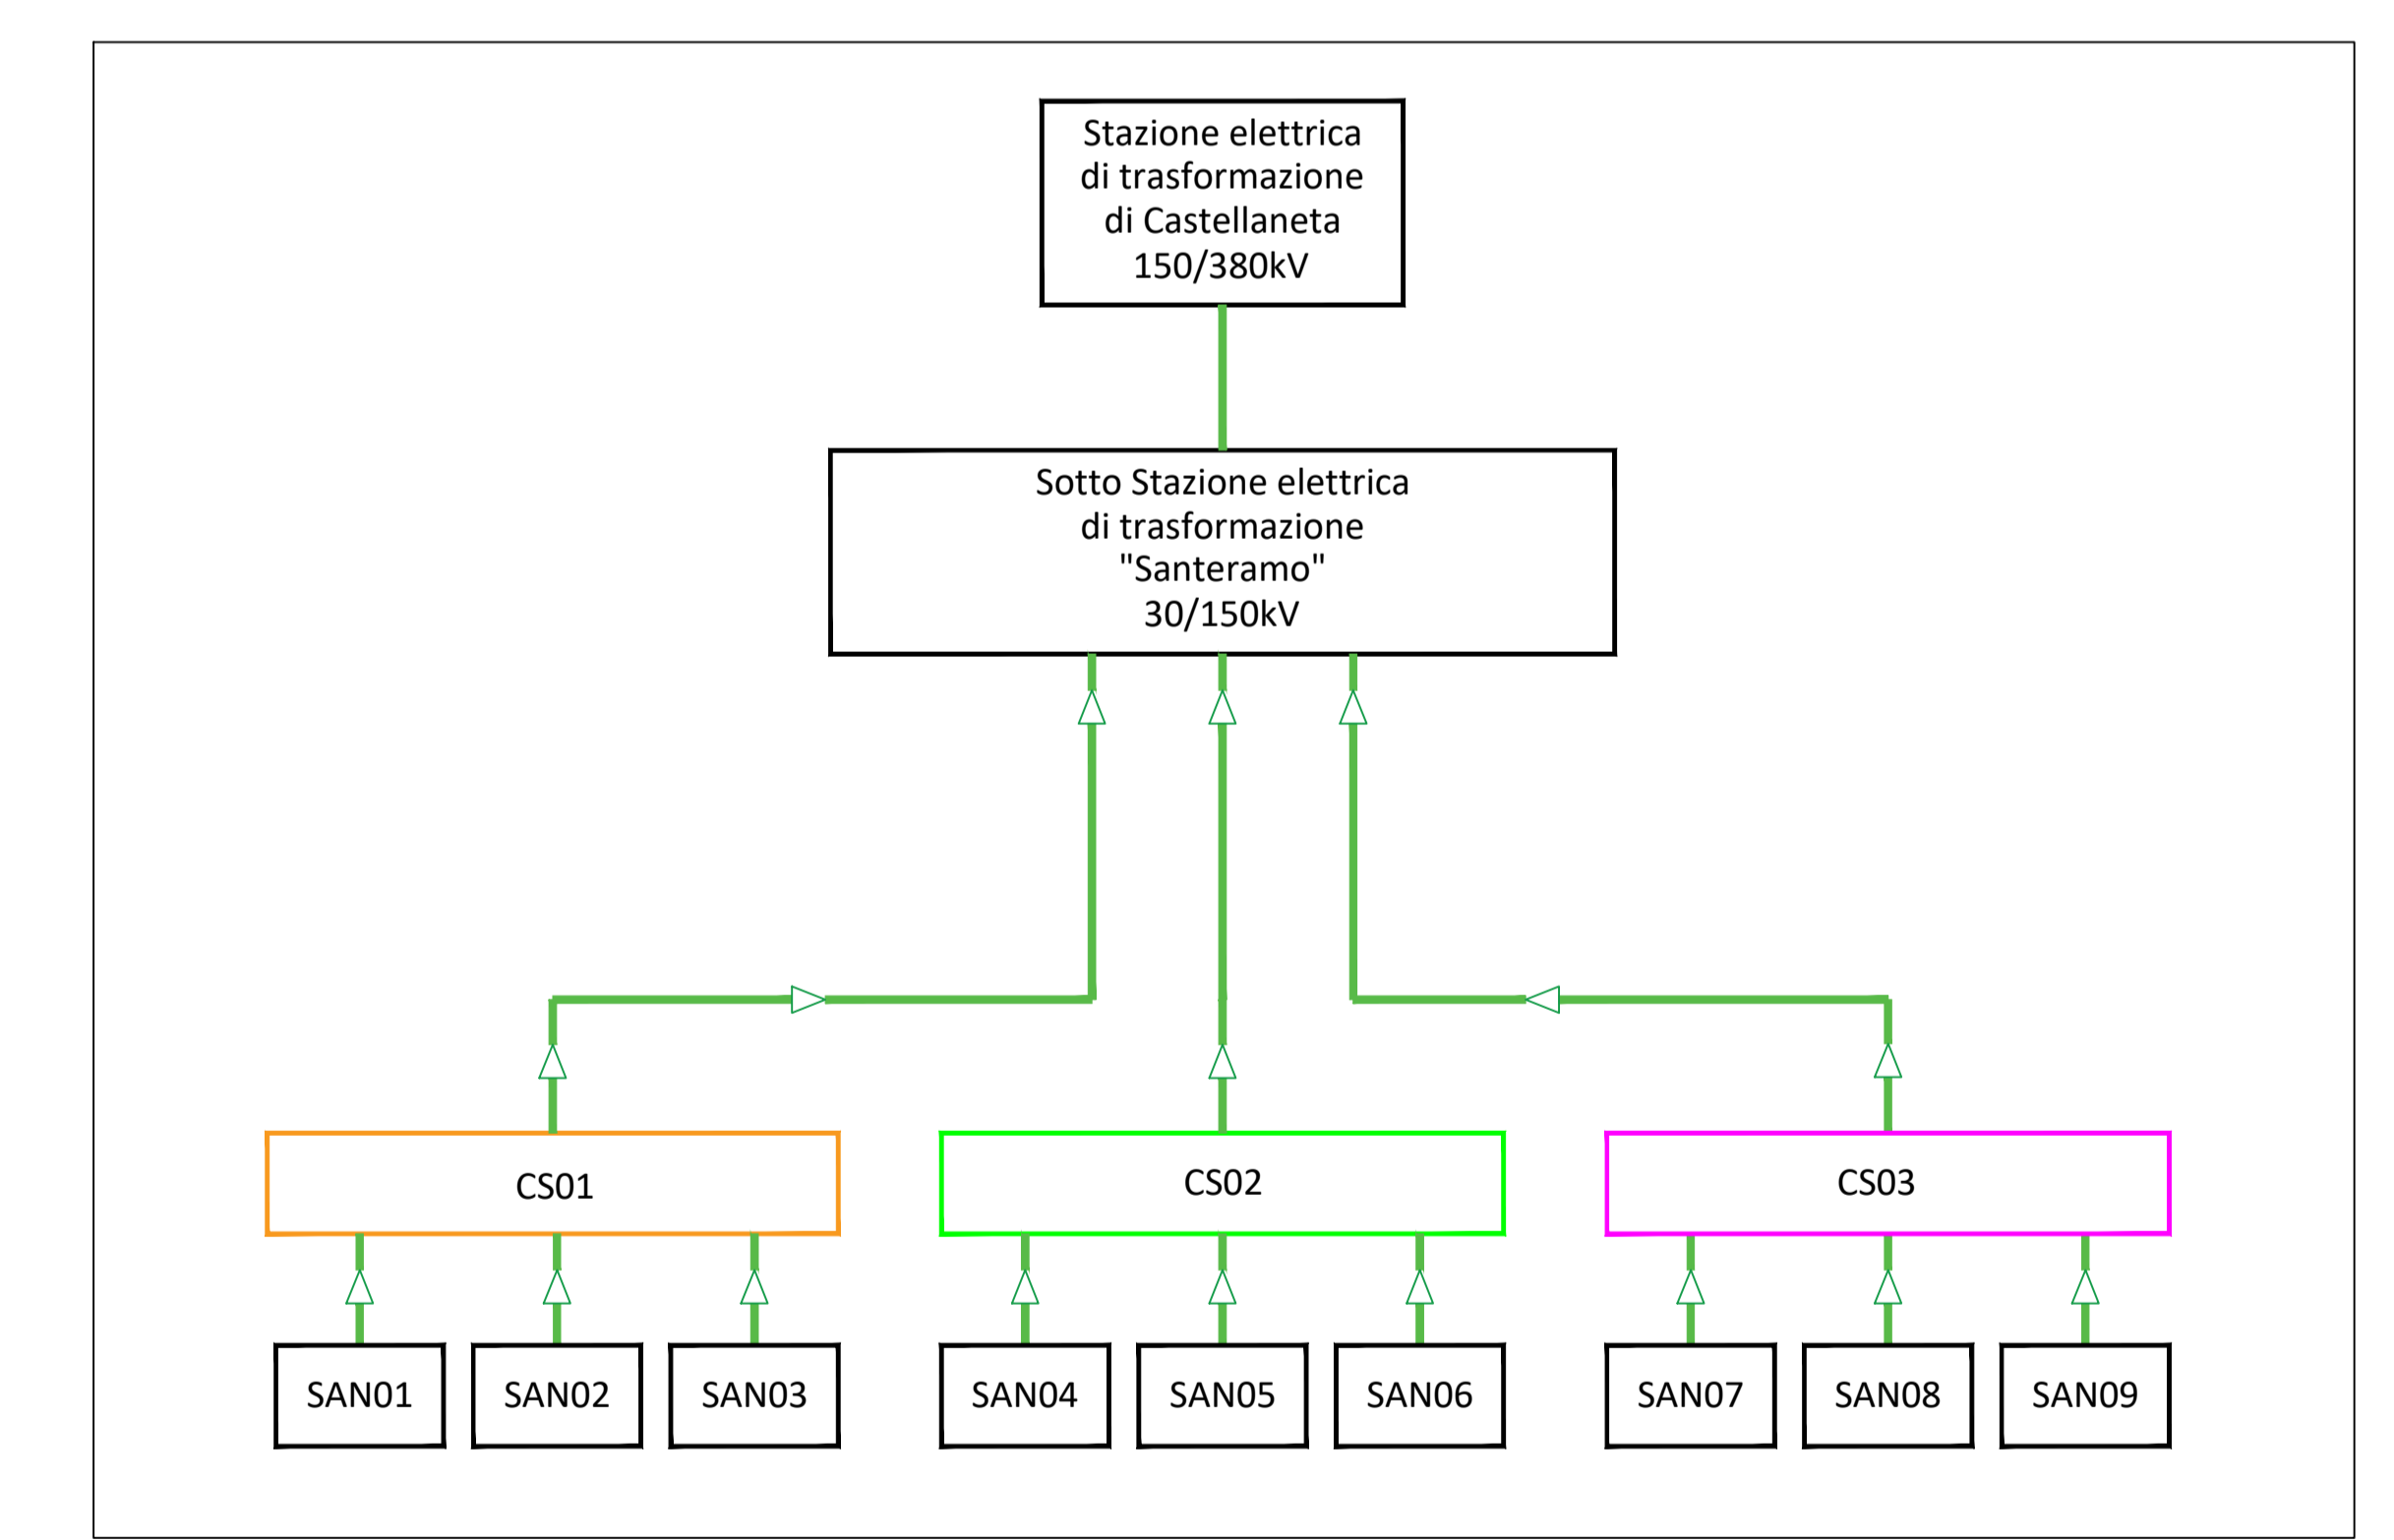 Stazione elettrica
di trasformazione
di Castellaneta
150/380kV
Sotto Stazione elettrica
di trasformazione
"Santeramo"
30/150kV
CS01
CS02
CS03
SAN01
SAN02
SAN03
SAN04
SAN05
SAN06
SAN07
SAN08
SAN09